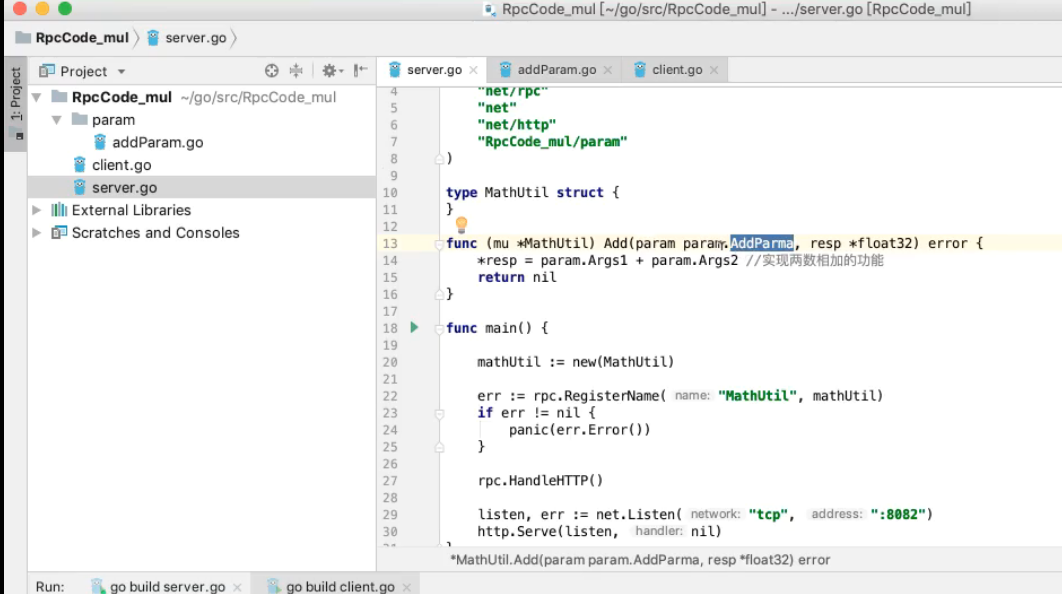 RpcCode_mul [~/go/src/RpcCode_mul] - .../server.go [RpcCode_mul]
RpcCode_mul server.go
1: Project
Project
server.go addParam.go client.go
RpcCode_mul ~/go/src/RpcCode_mul
param
addParam.go
client.go
server.go
External Libraries
Scratches and Consoles
4 "net/rpc"
5 "net"
6 "net/http"
7 "RpcCode_mul/param"
8 )
9
10 type MathUtil struct {
11 }
12
13 func (mu *MathUtil) Add(param param.AddParma, resp *float32) error {
14 *resp = param.Args1 + param.Args2 //实现两数相加的功能
15 return nil
16 }
17
18 func main() {
19
20 mathUtil := new(MathUtil)
21
22 err := rpc.RegisterName( name: "MathUtil", mathUtil)
23 if err != nil {
24 panic(err.Error())
25 }
26
27 rpc.HandleHTTP()
28
29 listen, err := net.Listen( network: "tcp", address: ":8082")
30 http.Serve(listen, handler: nil)
*MathUtil.Add(param param.AddParma, resp *float32) error
Run: go build server.go go build client.go